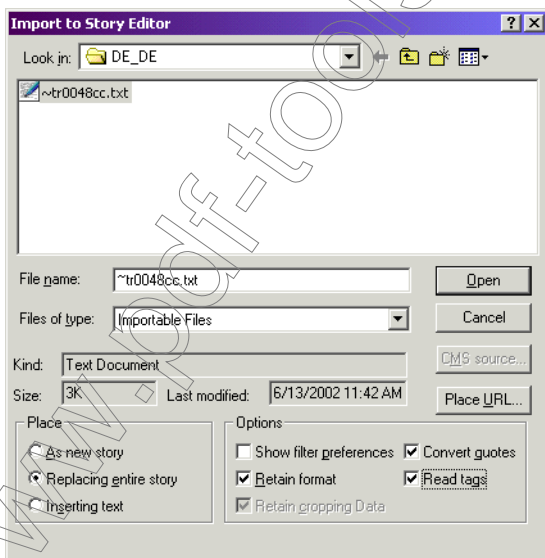 Import to Story Editor
Look in: DE_DE
~tr0048cc.txt
File name: ~tr0048cc.txt Open
Files of type: Importable Files Cancel
Kind: Text Document CMS source...
Size: 3K Last modified: 6/13/2002 11:42 AM Place URL...
Place Options
As new story Show filter preferences Convert quotes
Replacing entire story Retain format Read tags
Inserting text Retain cropping Data
www.pdf-tools